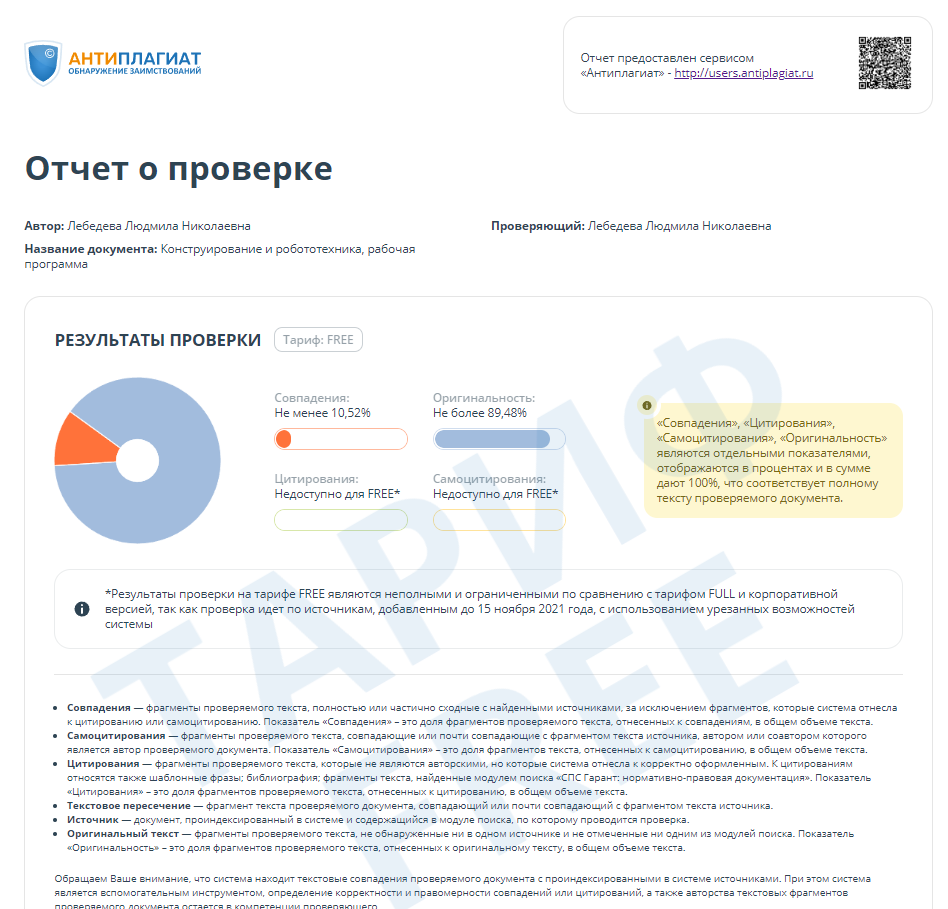 АНТИПЛАГИАТ
ОБНАРУЖЕНИЕ ЗАИМСТВОВАНИЙ
Отчет предоставлен сервисом
«Антиплагиат» - http://users.antiplagiat.ru
Отчет о проверке
Автор: Лебедева Людмила Николаевна
Проверяющий: Лебедева Людмила Николаевна
Название документа: Конструирование и робототехника, рабочая
программа
РЕЗУЛЬТАТЫ ПРОВЕРКИ
Тариф: FREE
Совпадения:
Не менее 10,52%
Оригинальность:
Не более 89,48%
Цитирования:
Недоступно для FREE*
Самоцитирования:
Недоступно для FREE*
«Совпадения», «Цитирования»,
«Самоцитирования», «Оригинальность»
являются отдельными показателями,
отображаются в процентах и в сумме
дают 100%, что соответствует полному
тексту проверяемого документа.
*Результаты проверки на тарифе FREE являются неполными и ограниченными по сравнению с тарифом FULL и корпоративной
версией, так как проверка идет по источникам, добавленным до 15 ноября 2021 года, с использованием урезанных возможностей
системы
ТАРИФ
FREE
• Совпадения — фрагменты проверяемого текста, полностью или частично сходные с найденными источниками, за исключением фрагментов, которые система отнесла
к цитированию или самоцитированию. Показатель «Совпадения» – это доля фрагментов проверяемого текста, отнесенных к совпадениям, в общем объеме текста.
• Самоцитирования — фрагменты проверяемого текста, совпадающие или почти совпадающие с фрагментом текста источника, автором или соавтором которого
является автор проверяемого документа. Показатель «Самоцитирования» – это доля фрагментов текста, отнесенных к самоцитированию, в общем объеме текста.
• Цитирования — фрагменты проверяемого текста, которые не являются авторскими, но которые система отнесла к корректно оформленным. К цитированиям
относятся также шаблонные фразы; библиография; фрагменты текста, найденные модулем поиска «СПС Гарант: нормативно-правовая документация». Показатель
«Цитирования» – это доля фрагментов проверяемого текста, отнесенных к цитированию, в общем объеме текста.
• Текстовое пересечение — фрагмент текста проверяемого документа, совпадающий или почти совпадающий с фрагментом текста источника.
• Источник — документ, проиндексированный в системе и содержащийся в модуле поиска, по которому проводится проверка.
• Оригинальный текст — фрагменты проверяемого текста, не обнаруженные ни в одном источнике и не отмеченные ни одним из модулей поиска. Показатель
«Оригинальность» – это доля фрагментов проверяемого текста, отнесенных к оригинальному тексту, в общем объеме текста.
Обращаем Ваше внимание, что система находит текстовые совпадения проверяемого документа с проиндексированными в системе источниками. При этом система
является вспомогательным инструментом, определение корректности и правомерности совпадений или цитирований, а также авторства текстовых фрагментов
проверяемого документа остается в компетенции проверяющего.